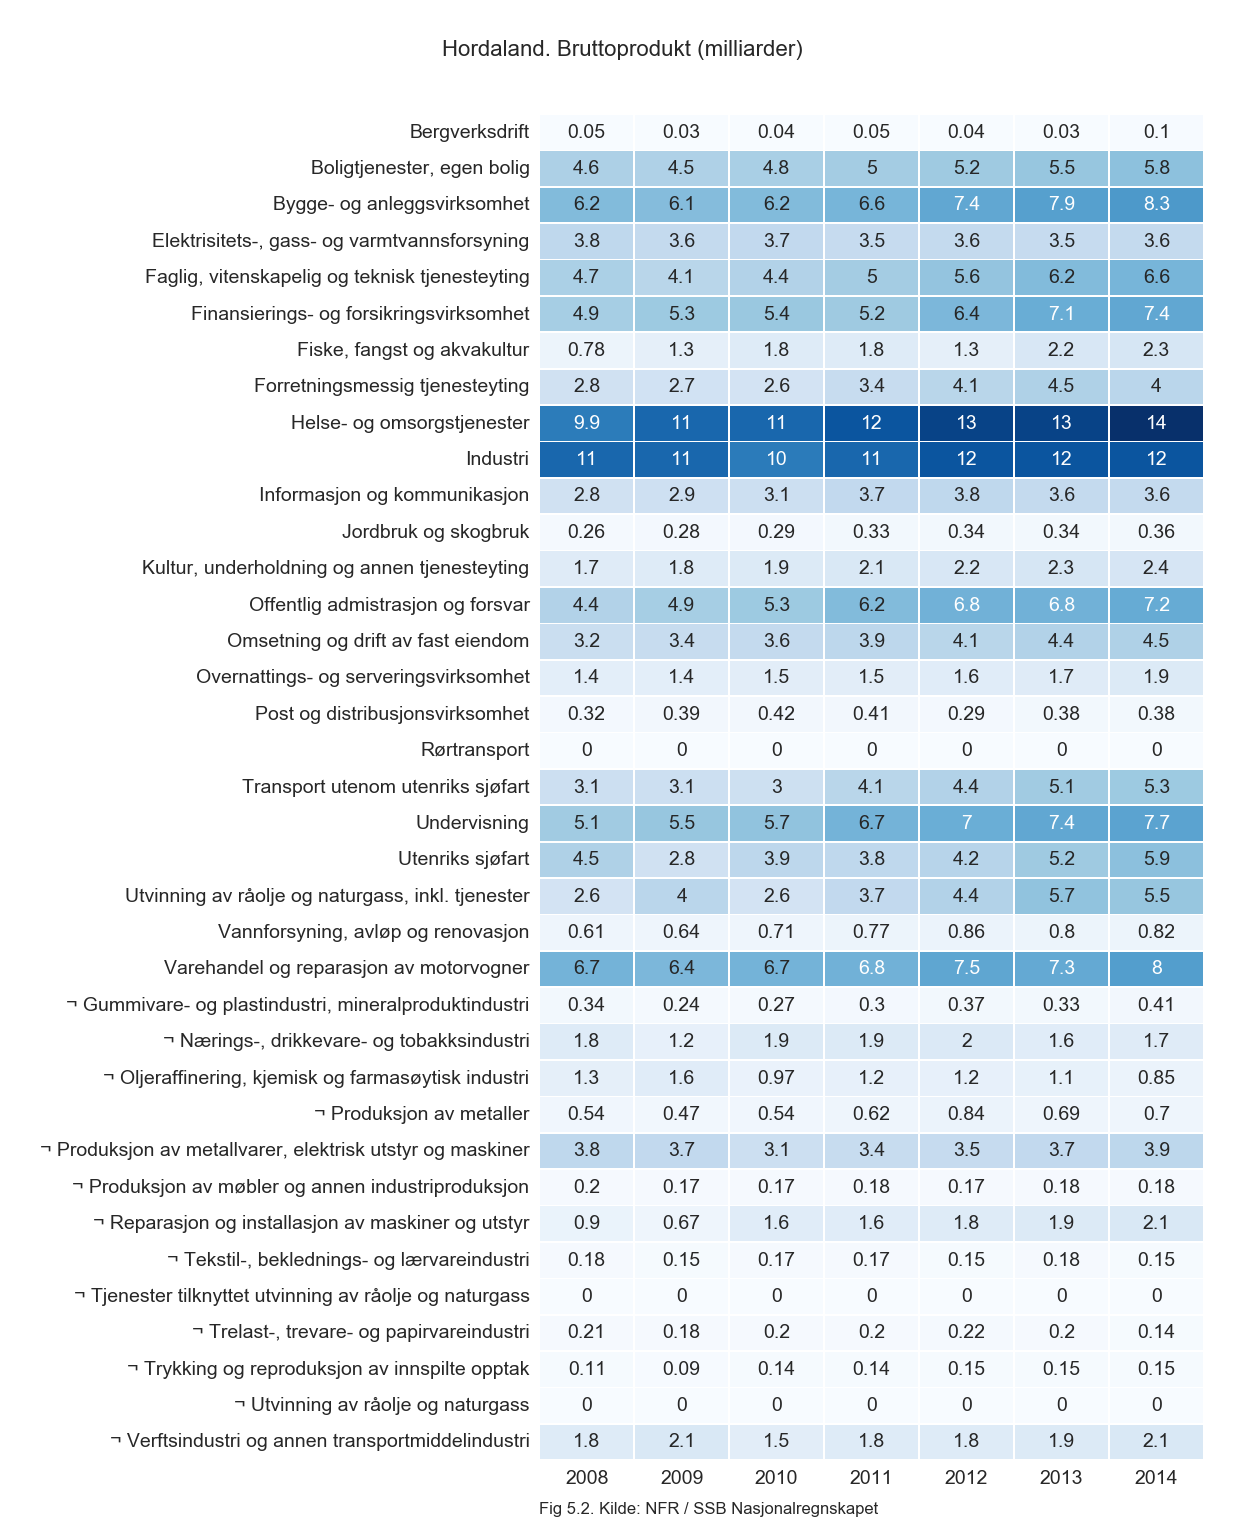 Hordaland. Bruttoprodukt (milliarder)
Bergverksdrift 0.05 0.03 0.04 0.05 0.04 0.03 0.1
Boligtjenester, egen bolig 4.6 4.5 4.8 5 5.2 5.5 5.8
Bygge- og anleggsvirksomhet 6.2 6.1 6.2 6.6 7.4 7.9 8.3
Elektrisitets-, gass- og varmtvannsforsyning 3.8 3.6 3.7 3.5 3.6 3.5 3.6
Faglig, vitenskapelig og teknisk tjenesteyting 4.7 4.1 4.4 5 5.6 6.2 6.6
Finansierings- og forsikringsvirksomhet 4.9 5.3 5.4 5.2 6.4 7.1 7.4
Fiske, fangst og akvakultur 0.78 1.3 1.8 1.8 1.3 2.2 2.3
Forretningsmessig tjenesteyting 2.8 2.7 2.6 3.4 4.1 4.5 4
Helse- og omsorgstjenester 9.9 11 11 12 13 13 14
Industri 11 11 10 11 12 12 12
Informasjon og kommunikasjon 2.8 2.9 3.1 3.7 3.8 3.6 3.6
Jordbruk og skogbruk 0.26 0.28 0.29 0.33 0.34 0.34 0.36
Kultur, underholdning og annen tjenesteyting 1.7 1.8 1.9 2.1 2.2 2.3 2.4
Offentlig admistrasjon og forsvar 4.4 4.9 5.3 6.2 6.8 6.8 7.2
Omsetning og drift av fast eiendom 3.2 3.4 3.6 3.9 4.1 4.4 4.5
Overnattings- og serveringsvirksomhet 1.4 1.4 1.5 1.5 1.6 1.7 1.9
Post og distribusjonsvirksomhet 0.32 0.39 0.42 0.41 0.29 0.38 0.38
Rørtransport 0 0 0 0 0 0 0
Transport utenom utenriks sjøfart 3.1 3.1 3 4.1 4.4 5.1 5.3
Undervisning 5.1 5.5 5.7 6.7 7 7.4 7.7
Utenriks sjøfart 4.5 2.8 3.9 3.8 4.2 5.2 5.9
Utvinning av råolje og naturgass, inkl. tjenester 2.6 4 2.6 3.7 4.4 5.7 5.5
Vannforsyning, avløp og renovasjon 0.61 0.64 0.71 0.77 0.86 0.8 0.82
Varehandel og reparasjon av motorvogner 6.7 6.4 6.7 6.8 7.5 7.3 8
¬ Gummivare- og plastindustri, mineralproduktindustri 0.34 0.24 0.27 0.3 0.37 0.33 0.41
¬ Nærings-, drikkevare- og tobakksindustri 1.8 1.2 1.9 1.9 2 1.6 1.7
¬ Oljeraffinering, kjemisk og farmasøytisk industri 1.3 1.6 0.97 1.2 1.2 1.1 0.85
¬ Produksjon av metaller 0.54 0.47 0.54 0.62 0.84 0.69 0.7
¬ Produksjon av metallvarer, elektrisk utstyr og maskiner 3.8 3.7 3.1 3.4 3.5 3.7 3.9
¬ Produksjon av møbler og annen industriproduksjon 0.2 0.17 0.17 0.18 0.17 0.18 0.18
¬ Reparasjon og installasjon av maskiner og utstyr 0.9 0.67 1.6 1.6 1.8 1.9 2.1
¬ Tekstil-, beklednings- og lærvareindustri 0.18 0.15 0.17 0.17 0.15 0.18 0.15
¬ Tjenester tilknyttet utvinning av råolje og naturgass 0 0 0 0 0 0 0
¬ Trelast-, trevare- og papirvareindustri 0.21 0.18 0.2 0.2 0.22 0.2 0.14
¬ Trykking og reproduksjon av innspilte opptak 0.11 0.09 0.14 0.14 0.15 0.15 0.15
¬ Utvinning av råolje og naturgass 0 0 0 0 0 0 0
¬ Verftsindustri og annen transportmiddelindustri 1.8 2.1 1.5 1.8 1.8 1.9 2.1
2008 2009 2010 2011 2012 2013 2014
Fig 5.2. Kilde: NFR / SSB Nasjonalregnskapet